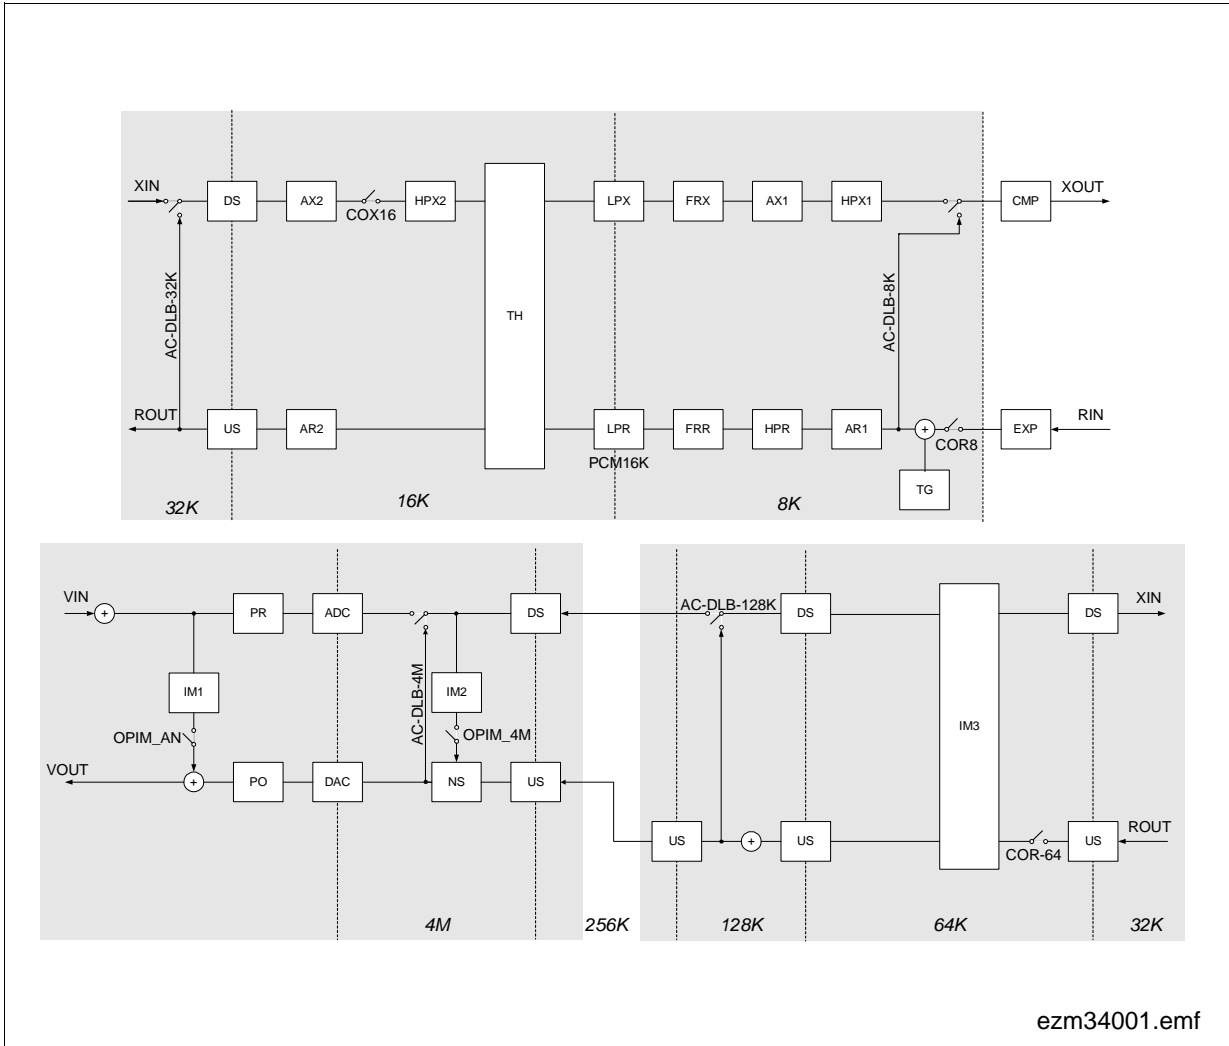 XIN
DS
AX2
COX16
HPX2
TH
LPX
FRX
AX1
HPX1
CMP
XOUT
AC-DLB-32K
AC-DLB-8K
ROUT
US
AR2
LPR
PCM16K
FRR
HPR
AR1
+
COR8
EXP
RIN
TG
32K
16K
8K
VIN
+
PR
ADC
DS
AC-DLB-128K
DS
DS
XIN
IM1
AC-DLB-4M
IM2
IM3
OPIM_AN
OPIM_4M
VOUT
+
PO
DAC
NS
US
US
+
US
COR-64
US
ROUT
4M
256K
128K
64K
32K
ezm34001.emf